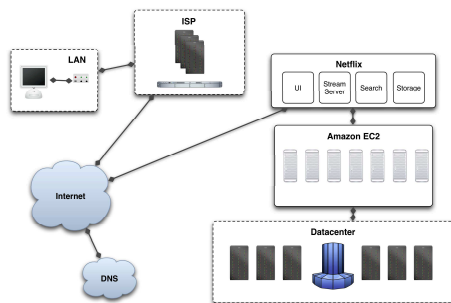 ISP
LAN
Netflix
UI
Stream
Server
Search
Storage
Amazon EC2
Internet
Datacenter
DNS